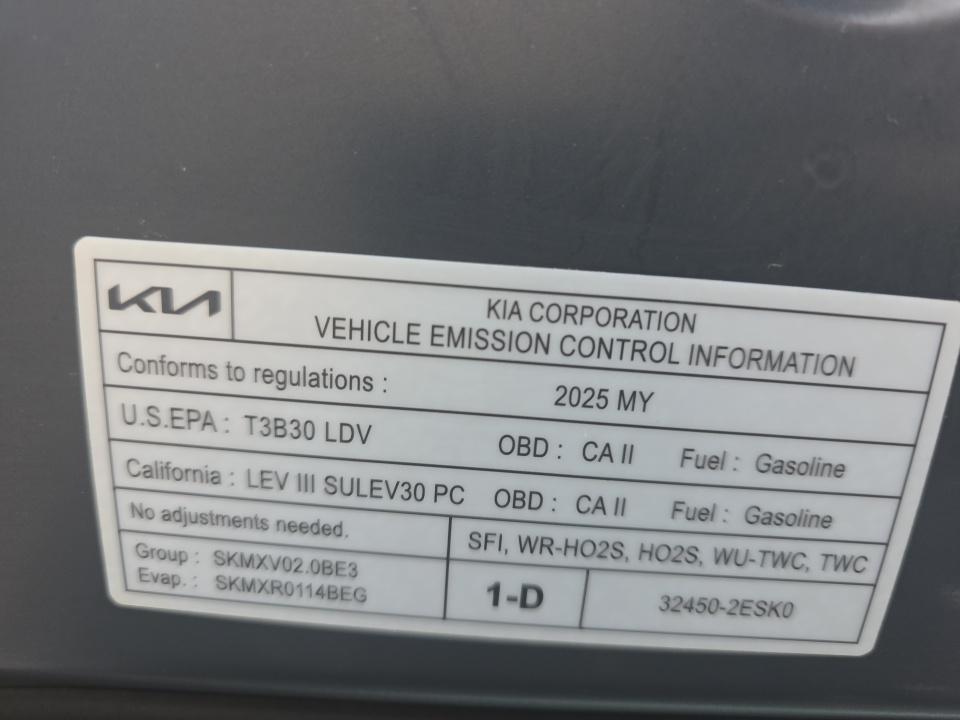 KIA
KIA CORPORATION
VEHICLE EMISSION CONTROL INFORMATION
Conforms to regulations : 2025 MY
U.S.EPA : T3B30 LDV OBD : CA II Fuel : Gasoline
California : LEV III SULEV30 PC OBD : CA II Fuel : Gasoline
No adjustments needed.
SFI, WR-HO2S, HO2S, WU-TWC, TWC
Group : SKMXV02.0BE3
Evap. : SKMXR0114BEG
1-D
32450-2ESK0